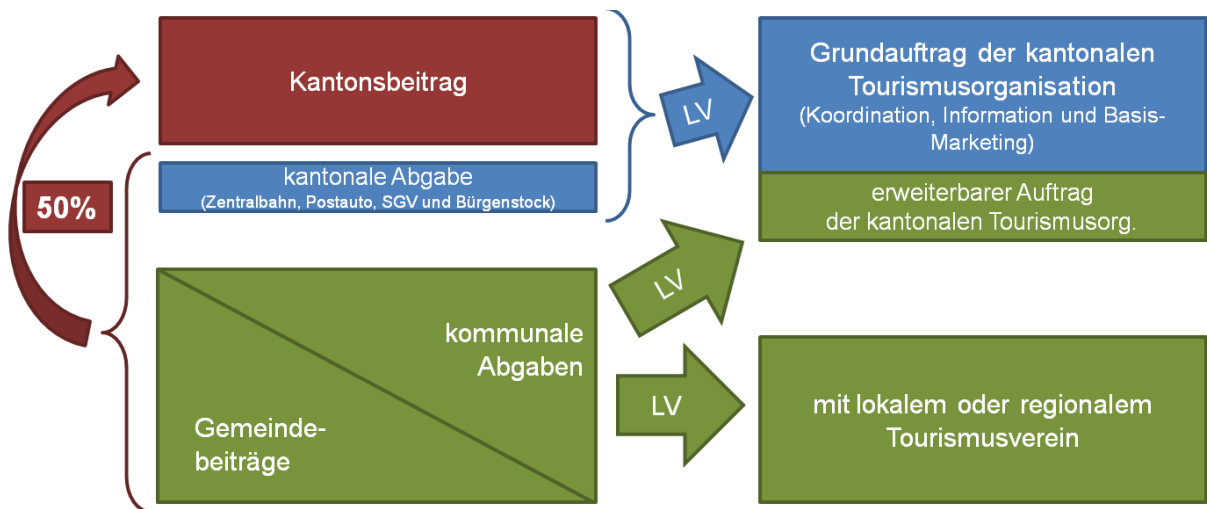 Kantonsbeitrag
50%
kantonale Abgabe
(Zentralbahn, Postauto, SGV und Bürgenstock)
kommunale
Abgaben
Gemeinde-
beiträge
LV
LV
LV
Grundauftrag der kantonalen
Tourismusorganisation
(Koordination, Information und Basis-
Marketing)
erweiterbarer Auftrag
der kantonalen Tourismusorg.
mit lokalem oder regionalem
Tourismusverein